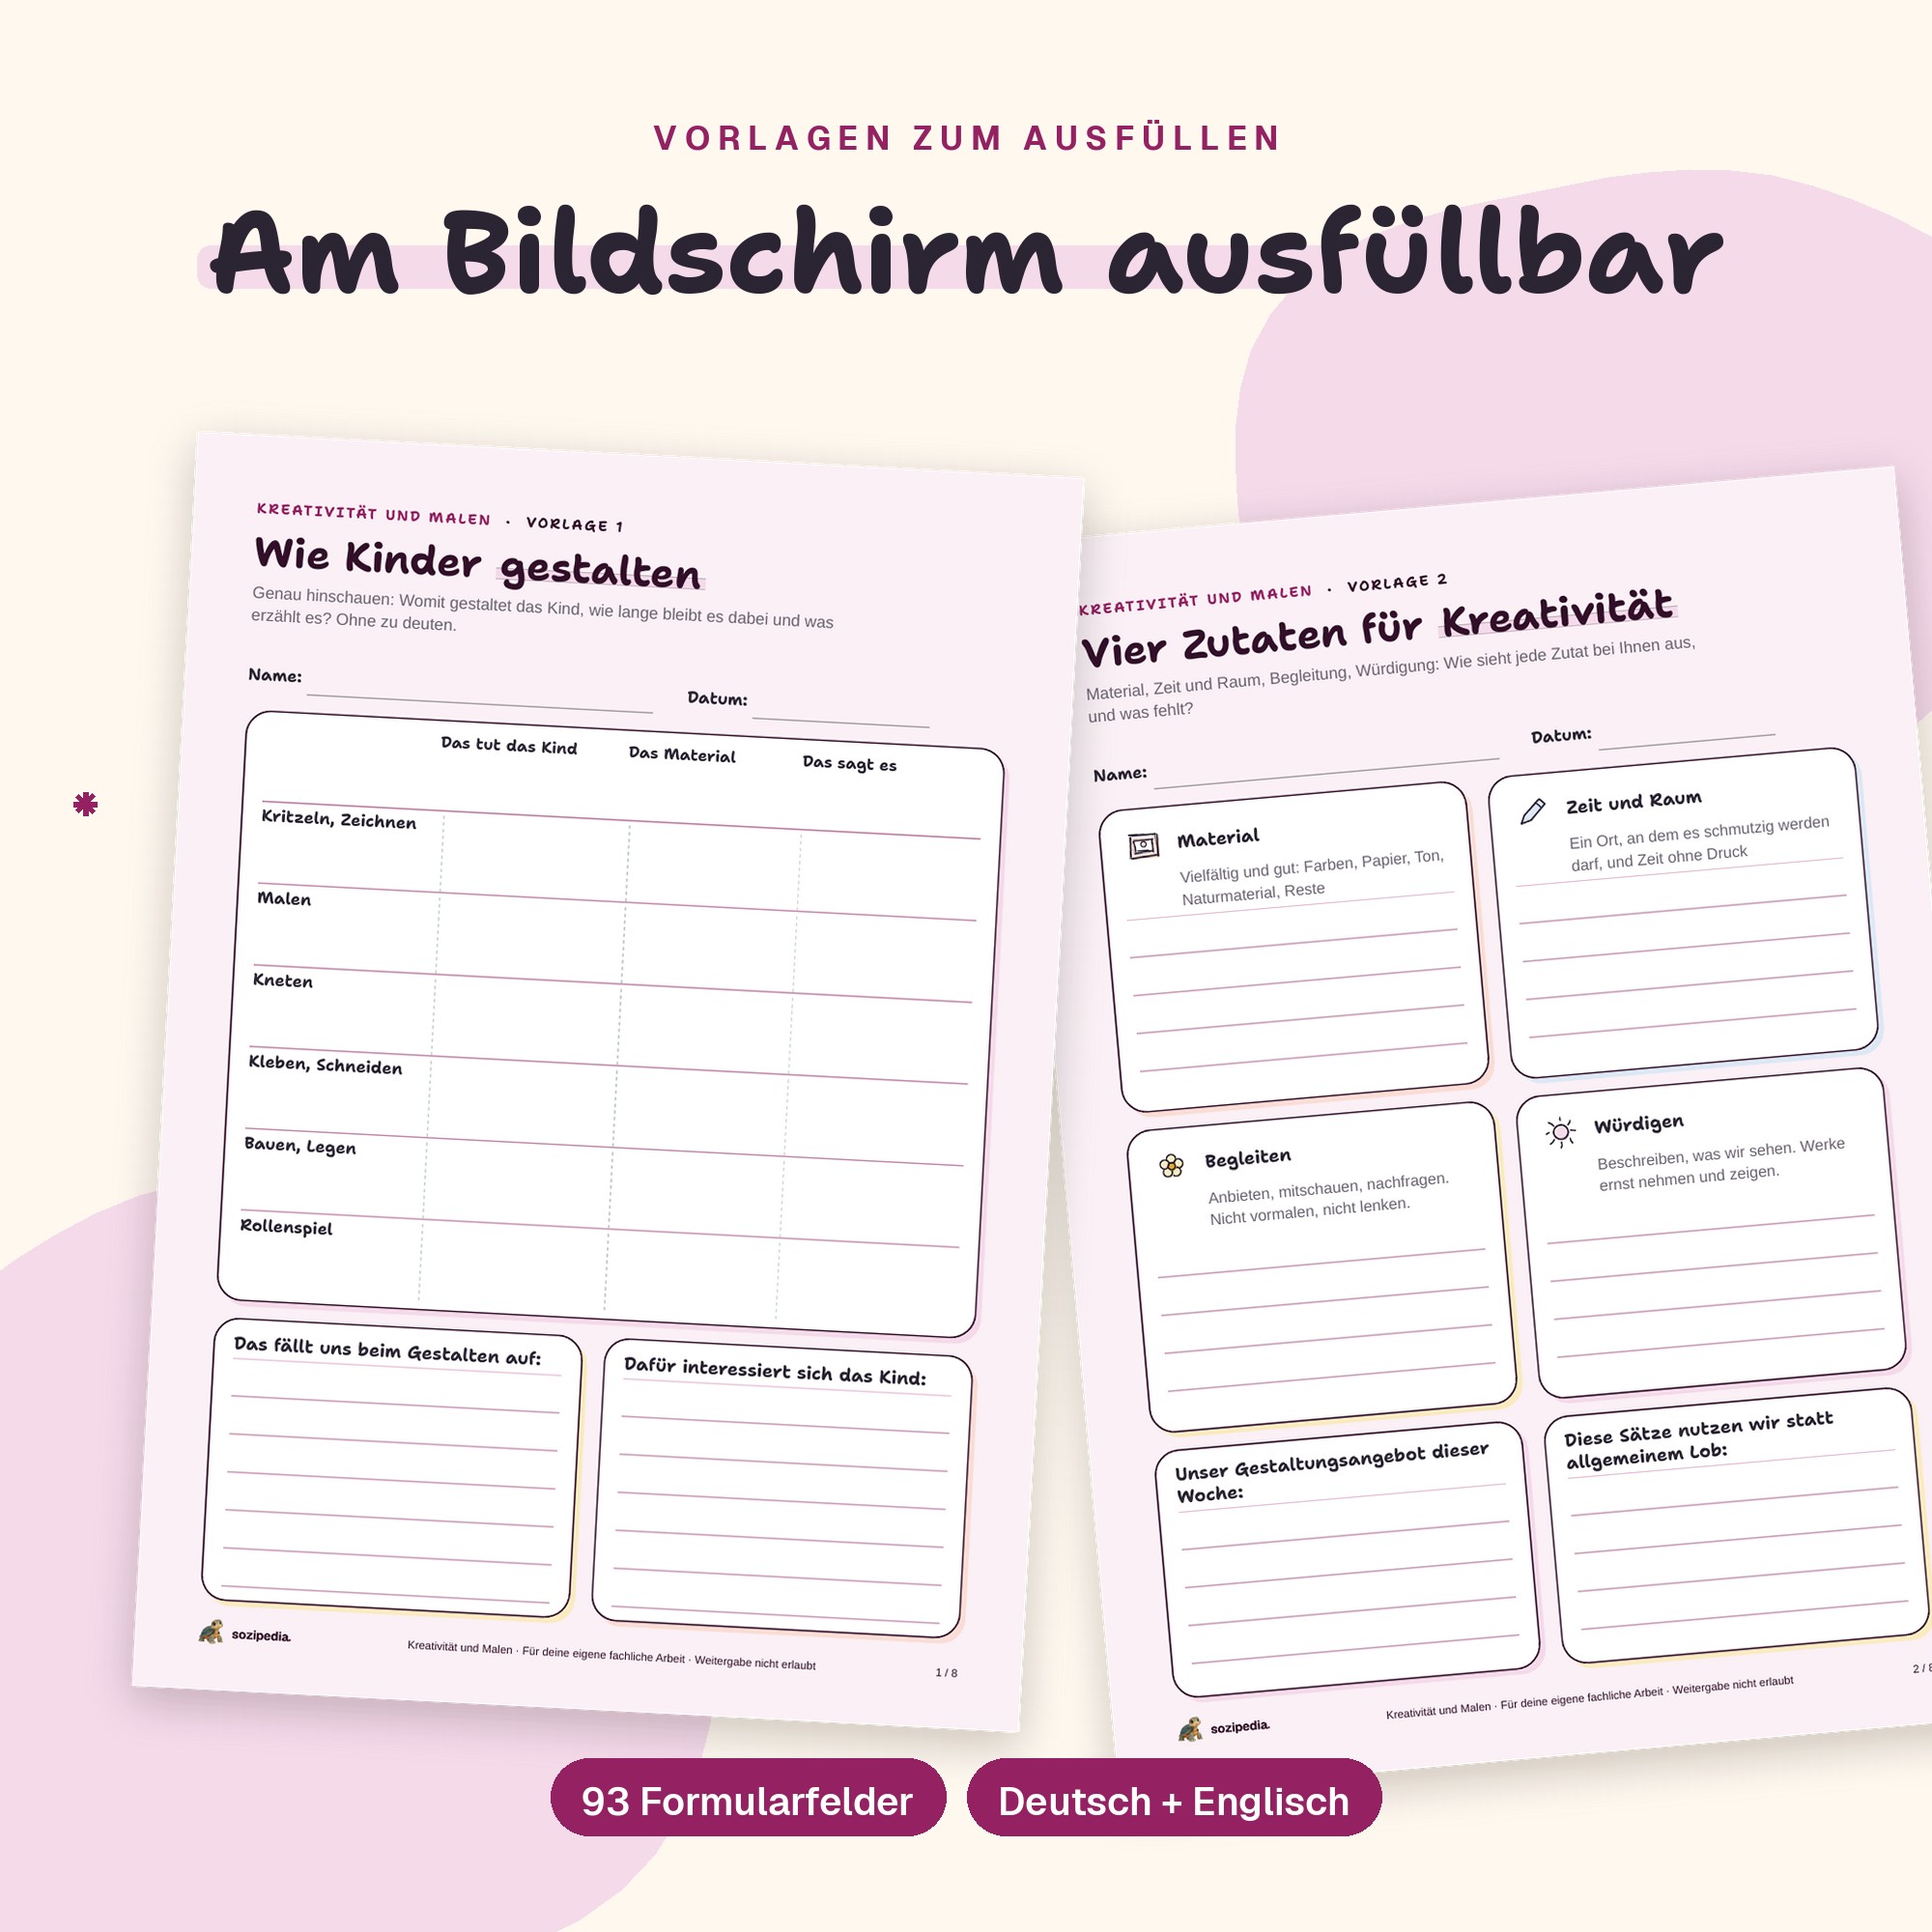 VORLAGEN ZUM AUSFÜLLEN
Am Bildschirm ausfüllbar
KREATIVITÄT UND MALEN · VORLAGE 1
Wie Kinder gestalten
Genau hinschauen: Womit gestaltet das Kind, wie lange bleibt es dabei und was
erzählt es? Ohne zu deuten.
Name:
Datum:
Das tut das Kind
Das Material
Das sagt es
Kritzeln, Zeichnen
Malen
Kneten
Kleben, Schneiden
Bauen, Legen
Rollenspiel
Das fällt uns beim Gestalten auf:
Dafür interessiert sich das Kind:
sozipedia.
Kreativität und Malen · Für deine eigene fachliche Arbeit · Weitergabe nicht erlaubt
1 / 8
KREATIVITÄT UND MALEN · VORLAGE 2
Vier Zutaten für Kreativität
Material, Zeit und Raum, Begleitung, Würdigung: Wie sieht jede Zutat bei Ihnen aus,
und was fehlt?
Name:
Datum:
Material
Vielfältig und gut: Farben, Papier, Ton,
Naturmaterial, Reste
Zeit und Raum
Ein Ort, an dem es schmutzig werden
darf, und Zeit ohne Druck
Begleiten
Anbieten, mitschauen, nachfragen.
Nicht vormalen, nicht lenken.
Würdigen
Beschreiben, was wir sehen. Werke
ernst nehmen und zeigen.
Unser Gestaltungsangebot dieser
Woche:
Diese Sätze nutzen wir statt
allgemeinem Lob:
sozipedia.
Kreativität und Malen · Für deine eigene fachliche Arbeit · Weitergabe nicht erlaubt
2 / 8
93 Formularfelder
Deutsch + Englisch